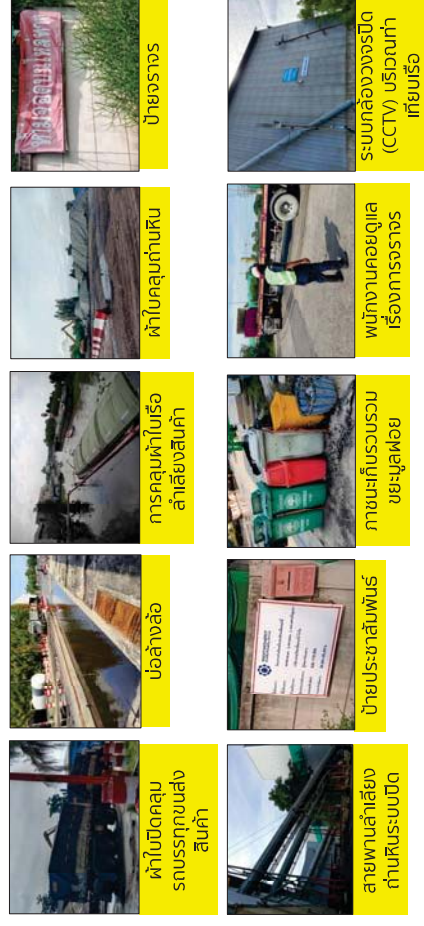 ผ้าใบปิดคลุม
รถบรรทุกขนส่ง
สินค้า
บ่อล้างล้อ
การคลุมผ้าใบเรือ
ลำเลียงสินค้า
ผ้าใบคลุมถ่านหิน
ป้ายจราจร
สายพานลำเลียง
ถ่านหินระบบปิด
ป้ายประชาสัมพันธ์
ภาชนะเก็บรวบรวม
ขยะมูลฝอย
พนักงานคอยดูแล
เรื่องการจราจร
ระบบกล้องวงจรปิด
(CCTV) บริเวณท่า
เทียบเรือ